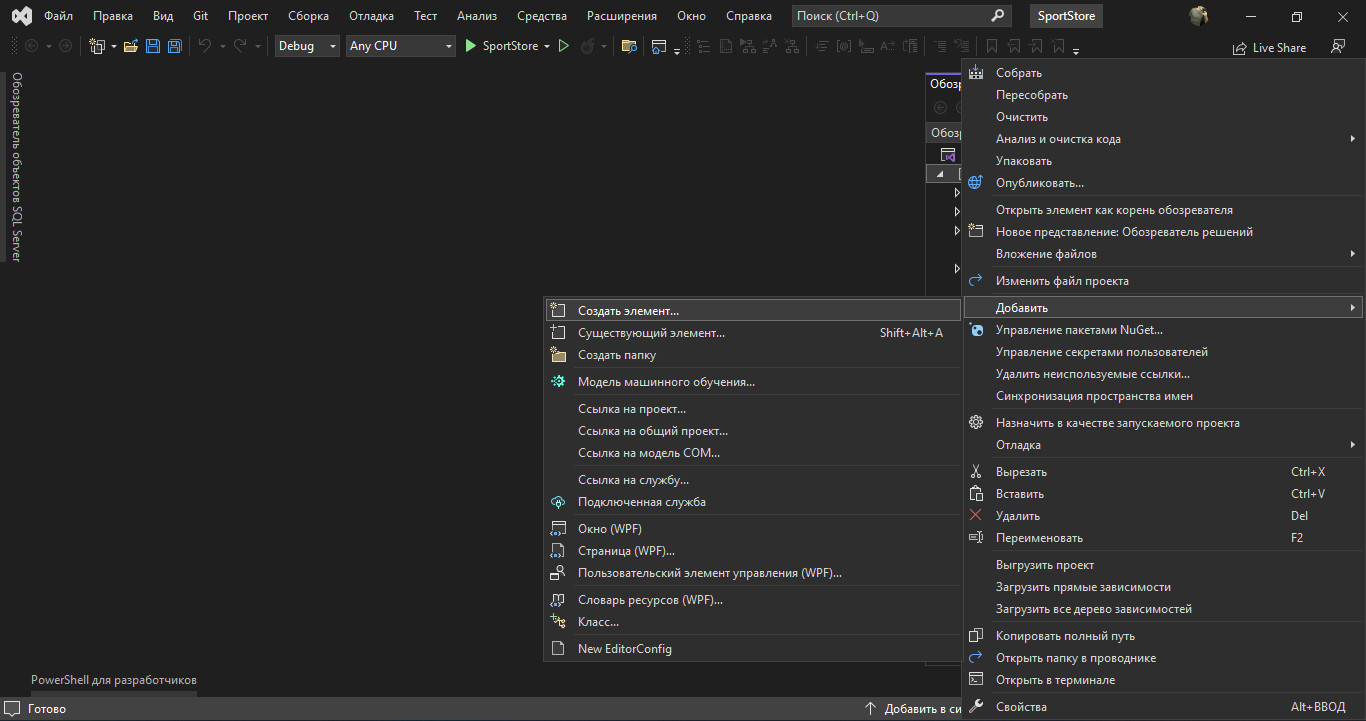 Файл Правка Вид Git Проект Сборка Отладка Тест Анализ Средства Расширения Окно Справка Поиск (Ctrl+Q) SportStore
Debug Any CPU SportStore Live Share
Обозреватель объектов SQL Server
Обозр
Обозр
Собрать
Пересобрать
Очистить
Анализ и очистка кода
Упаковать
Опубликовать...
Открыть элемент как корень обозревателя
Новое представление: Обозреватель решений
Вложение файлов
Изменить файл проекта
Добавить
Управление пакетами NuGet...
Управление секретами пользователей
Удалить неиспользуемые ссылки...
Синхронизация пространства имен
Назначить в качестве запускаемого проекта
Отладка
Вырезать Ctrl+X
Вставить Ctrl+V
Удалить Del
Переименовать F2
Выгрузить проект
Загрузить прямые зависимости
Загрузить все дерево зависимостей
Копировать полный путь
Открыть папку в проводнике
Открыть в терминале
Свойства Alt+ВВОД
Создать элемент...
Существующий элемент... Shift+Alt+A
Создать папку
Модель машинного обучения...
Ссылка на проект...
Ссылка на общий проект...
Ссылка на модель COM...
Ссылка на службу...
Подключенная служба
Окно (WPF)
Страница (WPF)...
Пользовательский элемент управления (WPF)...
Словарь ресурсов (WPF)...
Класс...
New EditorConfig
PowerShell для разработчиков
Готово Добавить в си